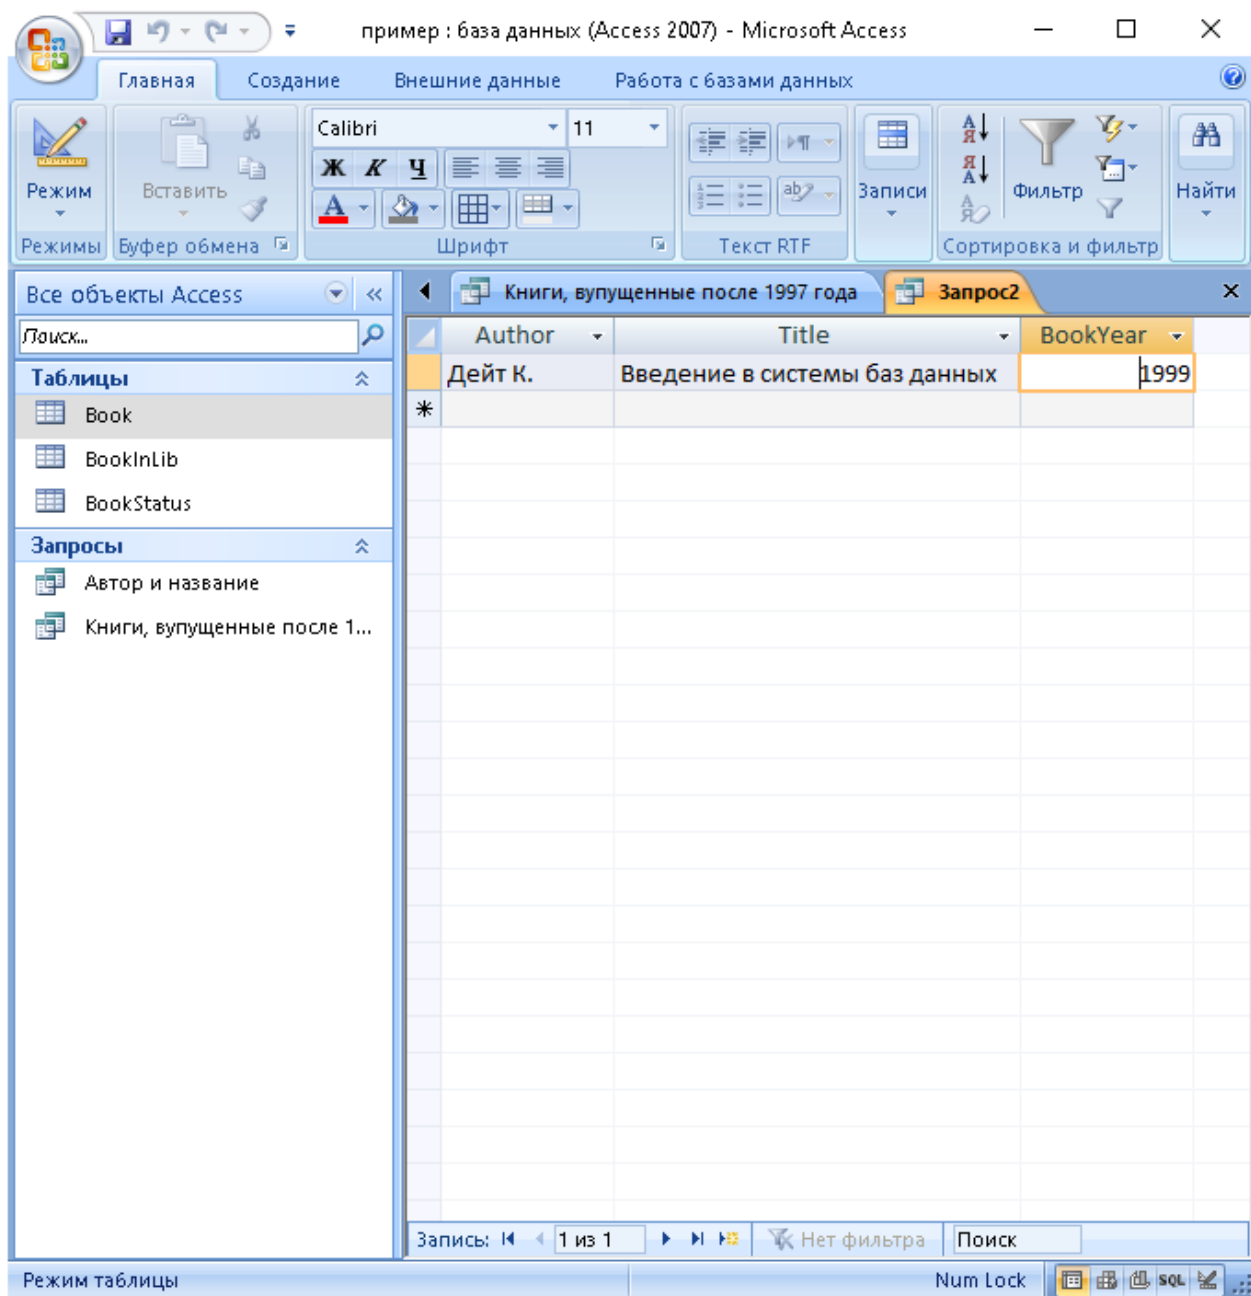 пример : база данных (Access 2007) - Microsoft Access
Главная Создание Внешние данные Работа с базами данных
Calibri 11
Ж К Ч
Режим Вставить Записи Фильтр Найти
Режимы Буфер обмена Шрифт Текст RTF Сортировка и фильтр
Все объекты Access « Книги, вупущенные после 1997 года Запрос2
Поиск... Author Title BookYear
Таблицы Дейт К. Введение в системы баз данных 1999
Book
BookInLib
BookStatus
Запросы
Автор и название
Книги, вупущенные после 1...
Запись: 1 из 1 Нет фильтра Поиск
Режим таблицы Num Lock SQL